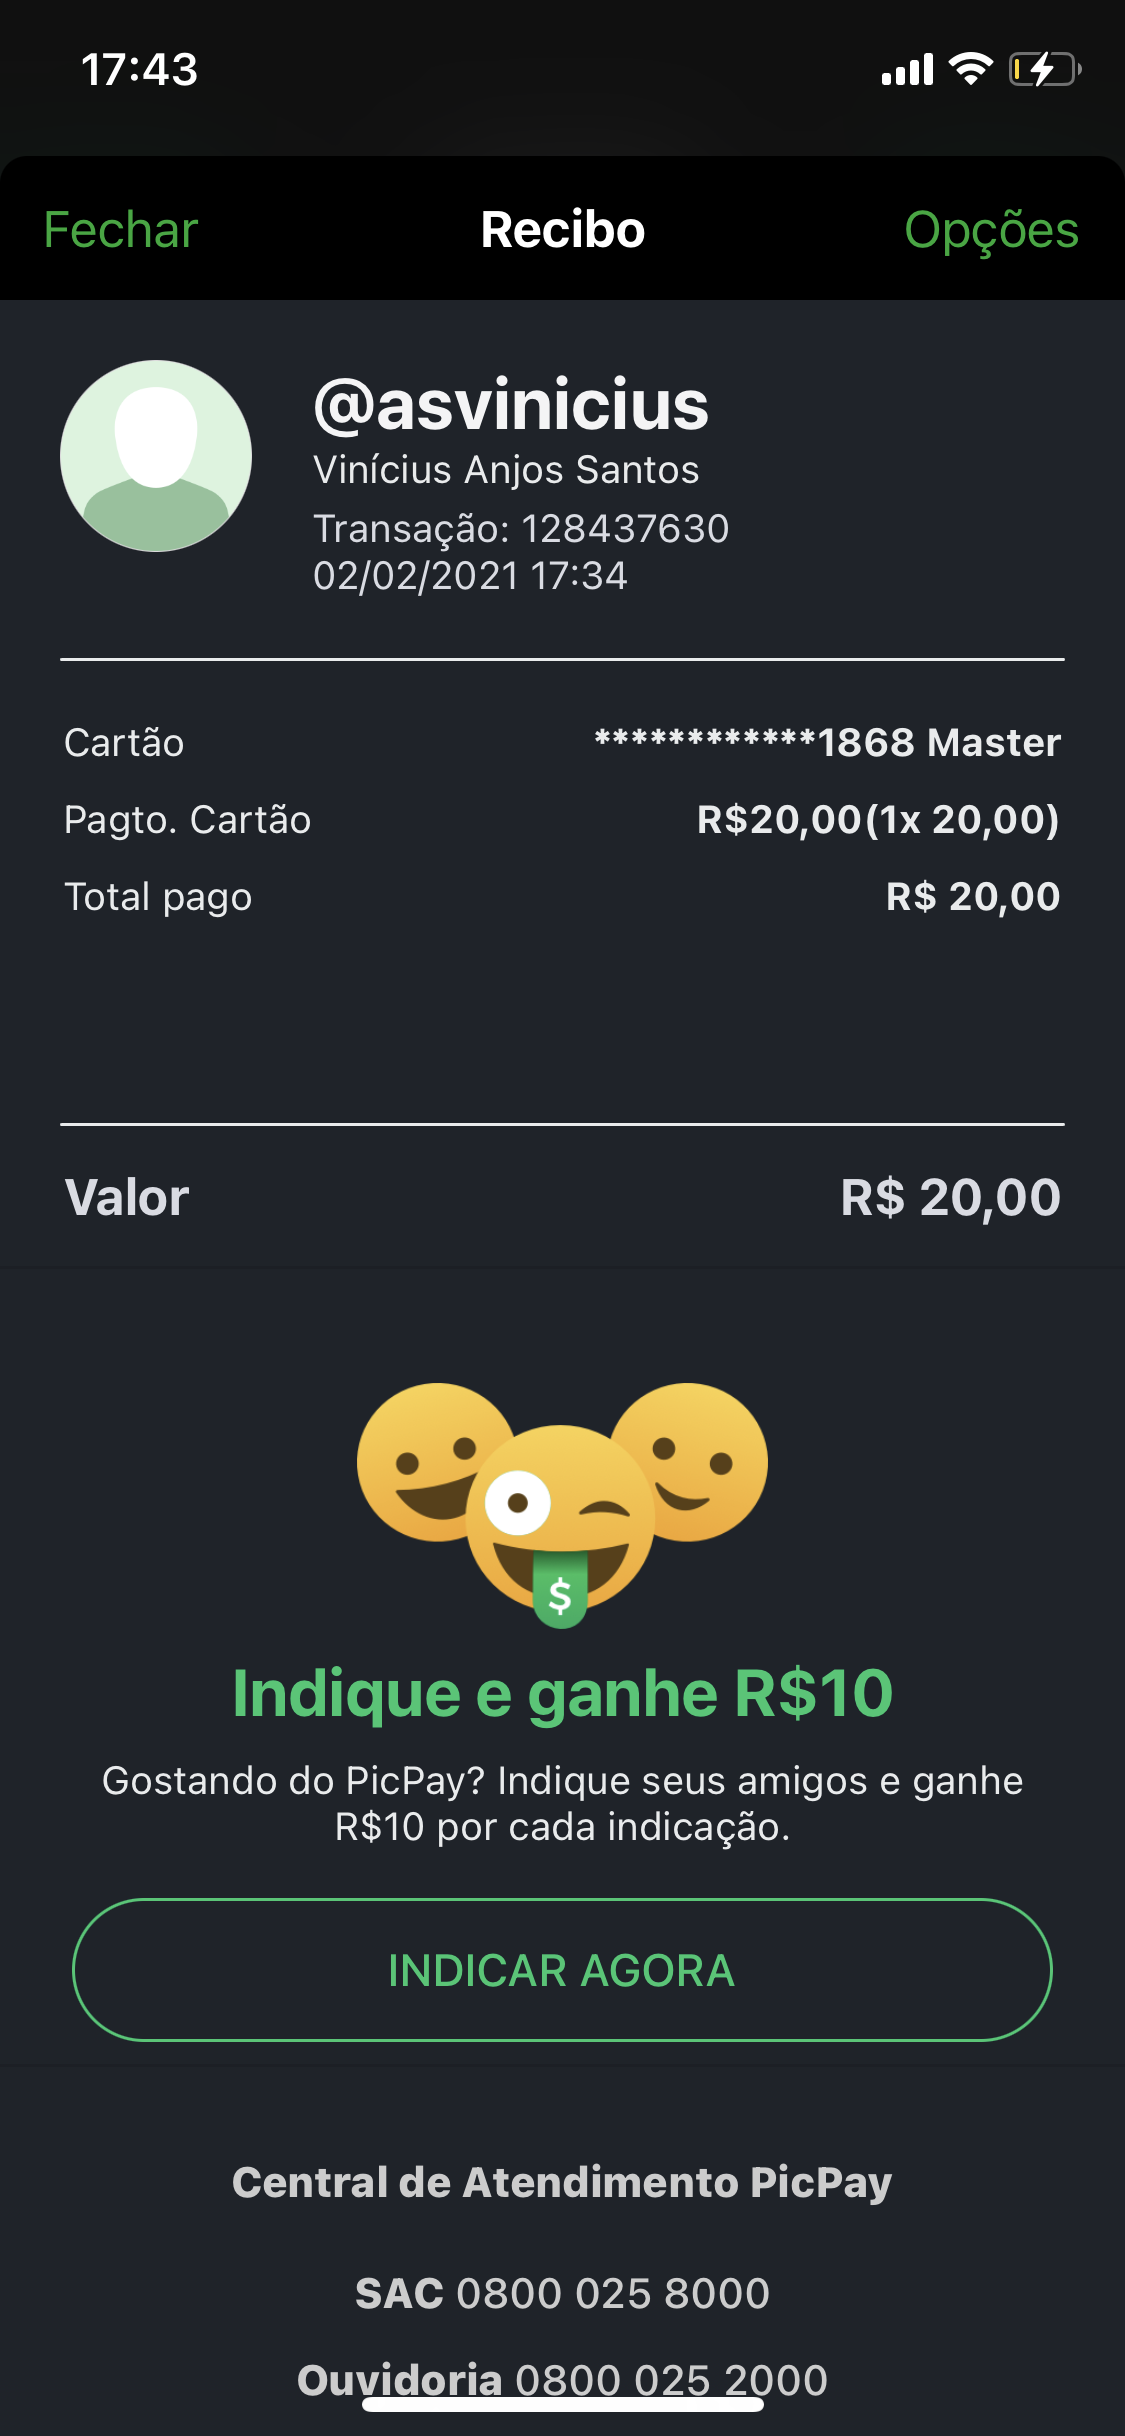 17:43
Fechar
Recibo
Opções
@asvinicius
Vinícius Anjos Santos
Transação: 128437630
02/02/2021 17:34
Cartão ************1868 Master
Pagto. Cartão R$20,00(1x 20,00)
Total pago R$ 20,00
Valor R$ 20,00
$
Indique e ganhe R$10
Gostando do PicPay? Indique seus amigos e ganhe
R$10 por cada indicação.
INDICAR AGORA
Central de Atendimento PicPay
SAC 0800 025 8000
Ouvidoria 0800 025 2000